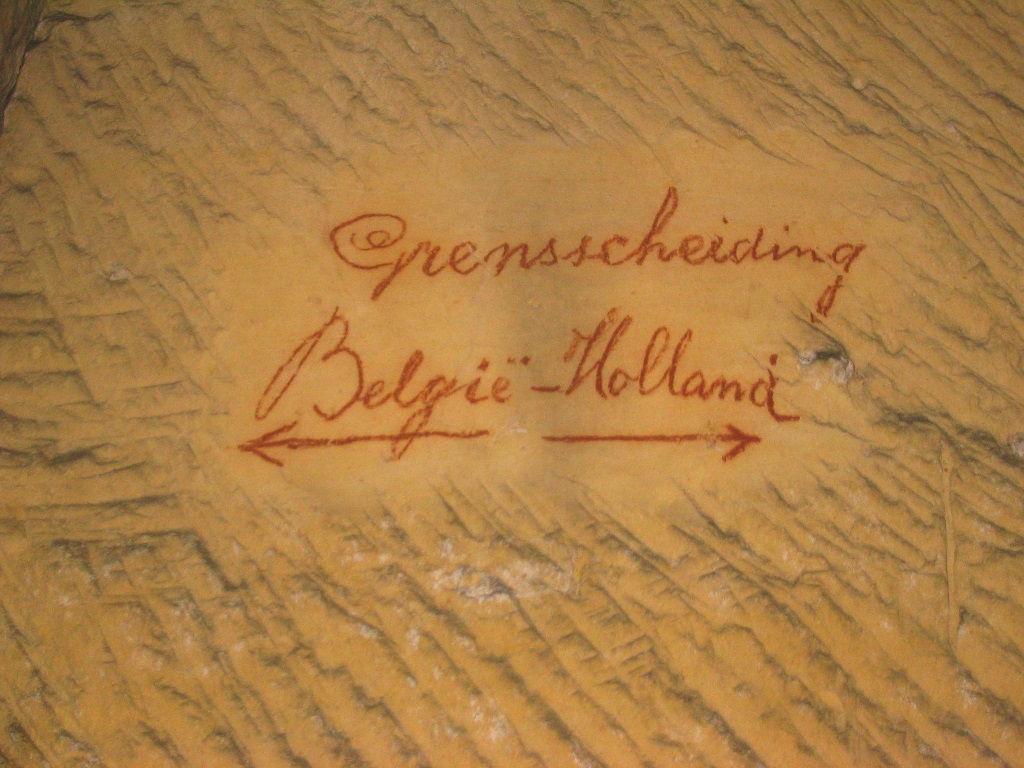 Grensscheiding
België - Holland